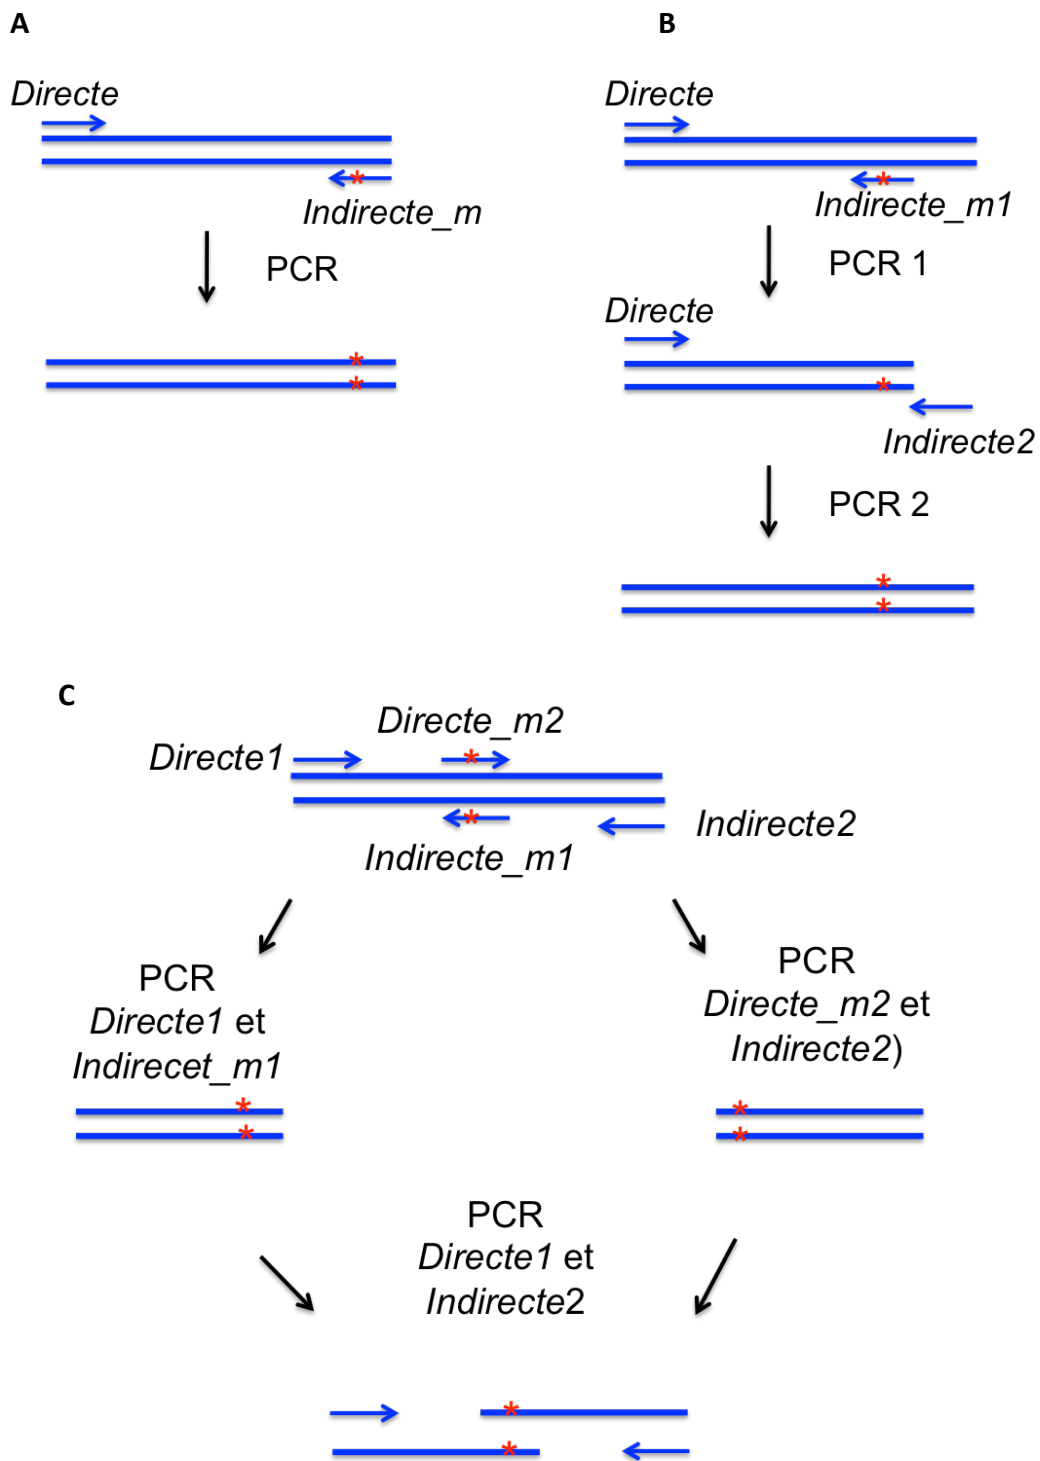 A
B
Directe
Indirecte_m
PCR
Directe
Indirecte_m1
PCR 1
Directe
Indirecte2
PCR 2
C
Directe_m2
Directe1
Indirecte2
Indirecte_m1
PCR
Directe1 et
Indirecet_m1
PCR
Directe_m2 et
Indirecte2)
PCR
Directe1 et
Indirecte2